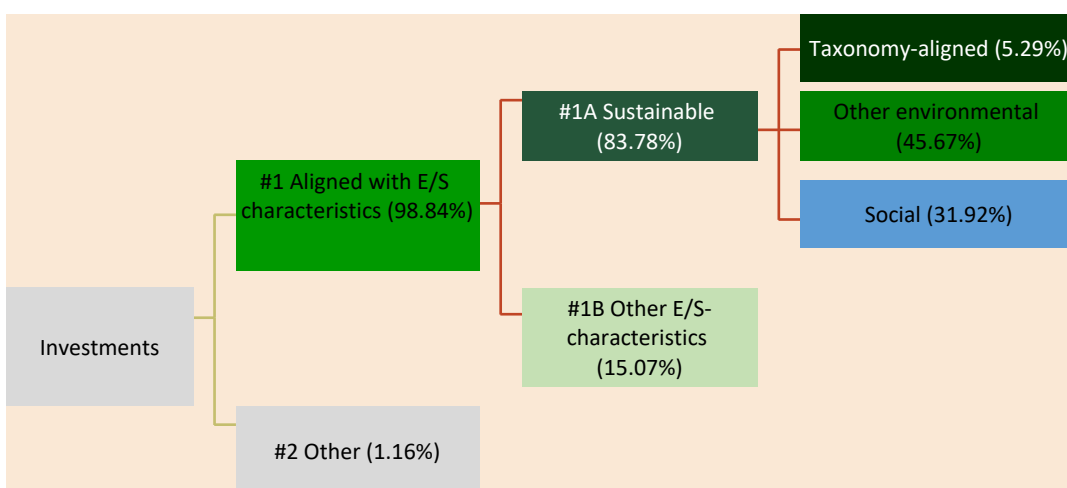 Investments
#1 Aligned with E/S
characteristics (98.84%)
#2 Other (1.16%)
#1A Sustainable
(83.78%)
#1B Other E/S-
characteristics
(15.07%)
Taxonomy-aligned (5.29%)
Other environmental
(45.67%)
Social (31.92%)